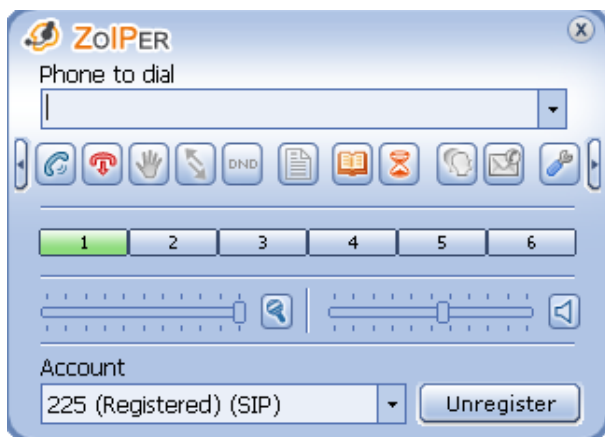 ZOIPER
Phone to dial
DND
1 2 3 4 5 6
Account
225 (Registered) (SIP)
Unregister